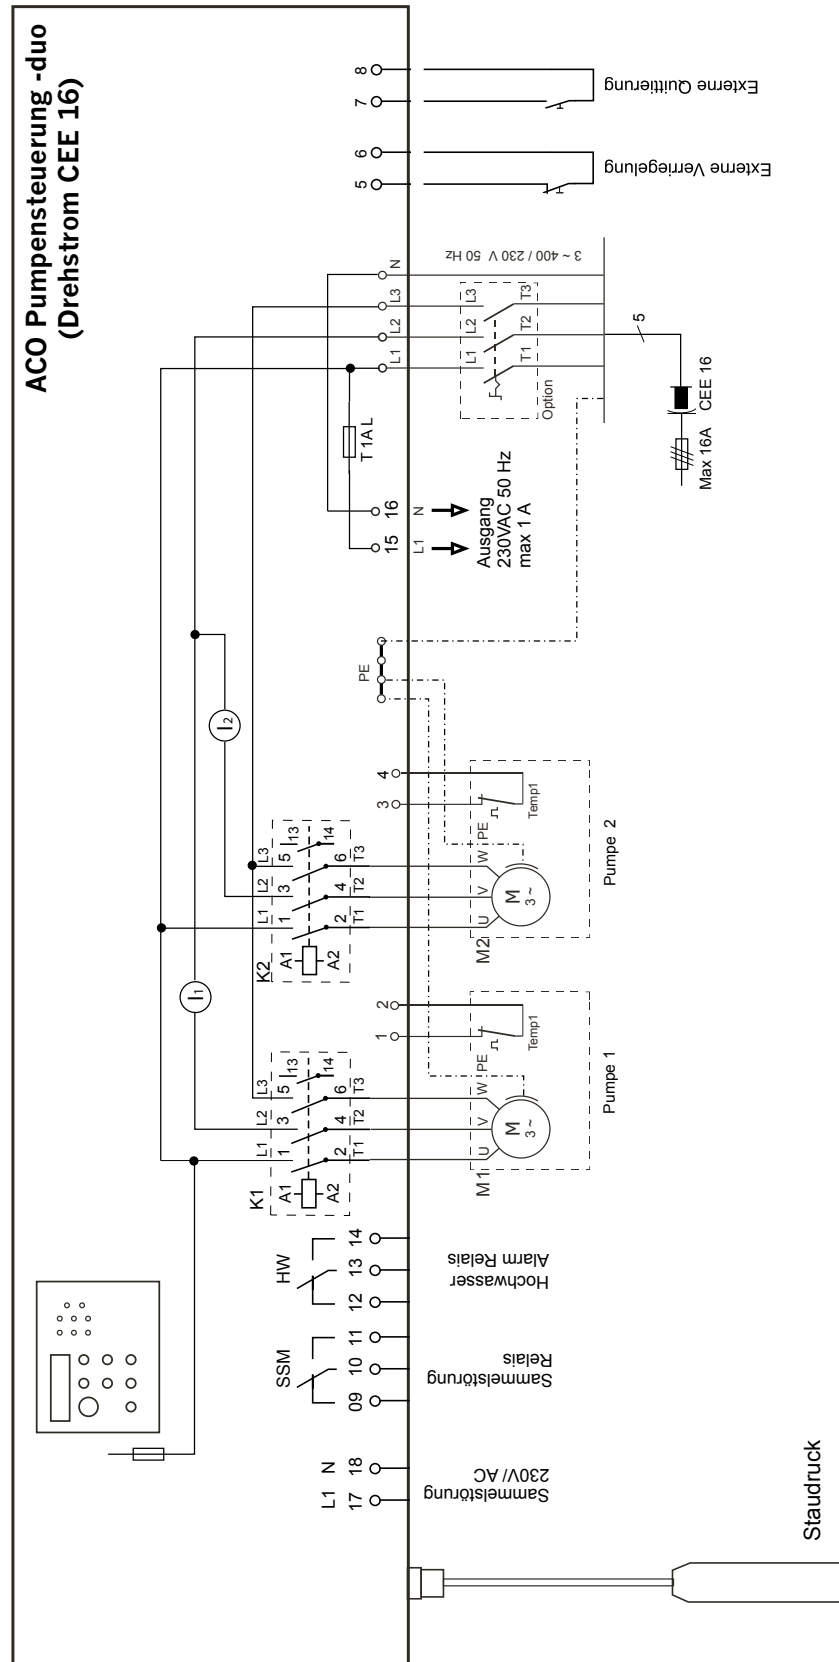 ACO Pumpensteuerung -duo
(Drehstrom CEE 16)
L1 N
17 18
Sammelstörung
230V/ AC
SSM
09 10 11
Sammelstörung
Relais
HW
12 13 14
Hochwasser
Alarm Relais
K1
A1
A2
L1 L2 L3
1 3 5 13
2 4 6 14
T1 T2 T3
M1
U V W PE
M
3 ~
1 2
Temp1
Pumpe 1
I1
K2
A1
A2
L1 L2 L3
1 3 5 13
2 4 6 14
T1 T2 T3
M2
U V W PE
M
3 ~
3 4
Temp1
Pumpe 2
I2
PE
15 16
L1 N
Ausgang
230VAC 50 Hz
max 1 A
T 1A L
L1 L2 L3 N
L1 L2 L3
T1 T2 T3
Option
3 ~ 400 / 230 V 50 Hz
5
Max 16A CEE 16
5 6
Externe Verriegelung
7 8
Externe Quittierung
Staudruck